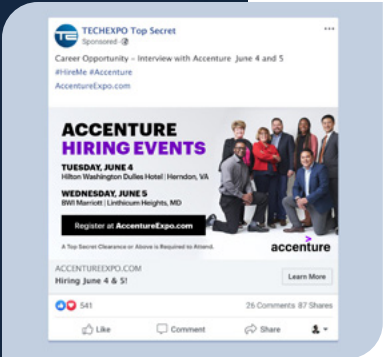 TE
TECHEXPO Top Secret
Sponsored ·
Career Opportunity – Interview with Accenture June 4 and 5
#HireMe #Accenture
AccentureExpo.com
ACCENTURE
HIRING EVENTS
TUESDAY, JUNE 4
Hilton Washington Dulles Hotel | Herndon, VA
WEDNESDAY, JUNE 5
BWI Marriott | Linthicum Heights, MD
Register at AccentureExpo.com
A Top Secret Clearance or Above is Required to Attend.
accenture
ACCENTUREEXPO.COM
Hiring June 4 & 5!
Learn More
541
26 Comments 87 Shares
Like
Comment
Share